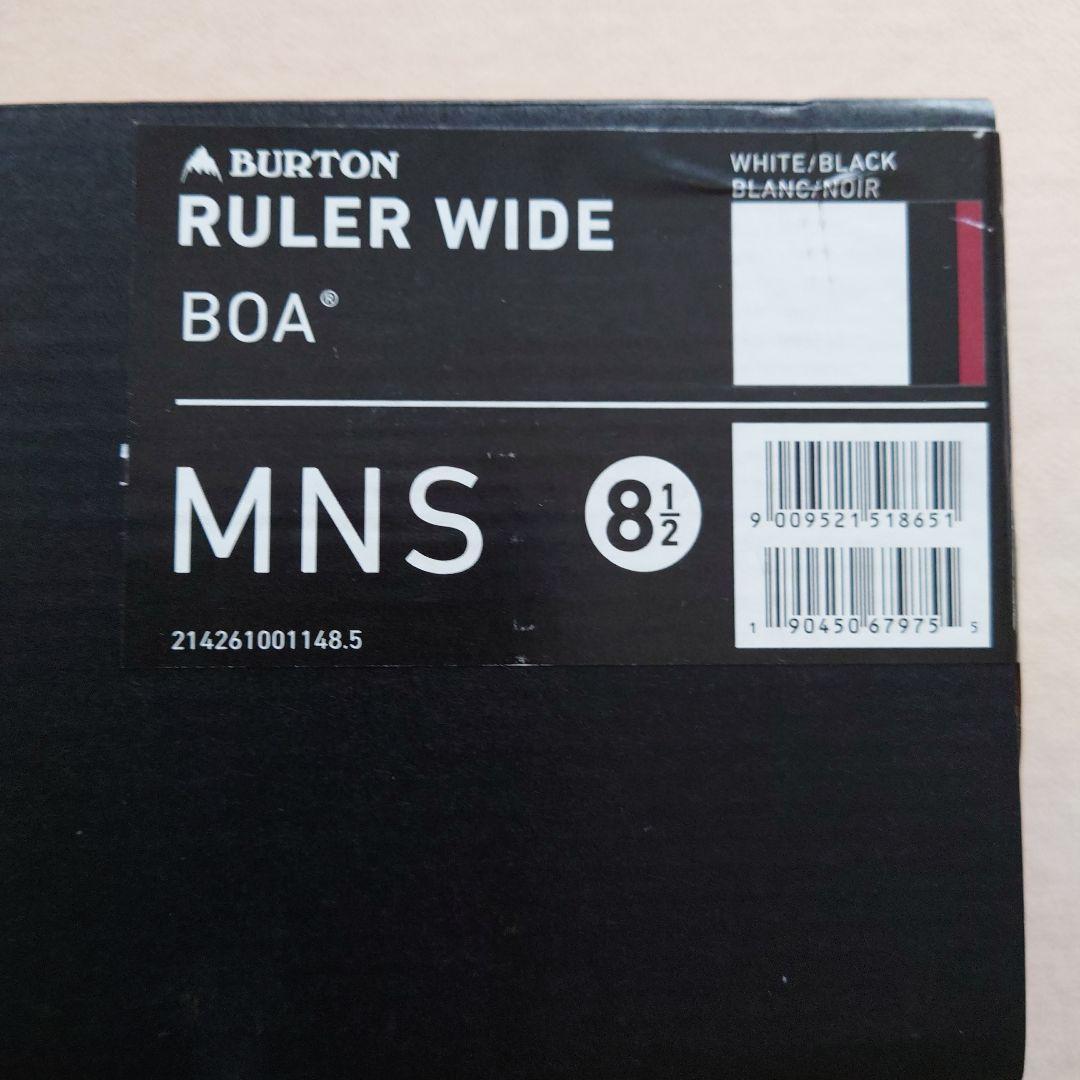 BURTON
RULER WIDE
BOA®
WHITE/BLACK
BLANC/NOIR
MNS
8 1/2
9 009521 518651
1 90450 67975 5
214261001148.5